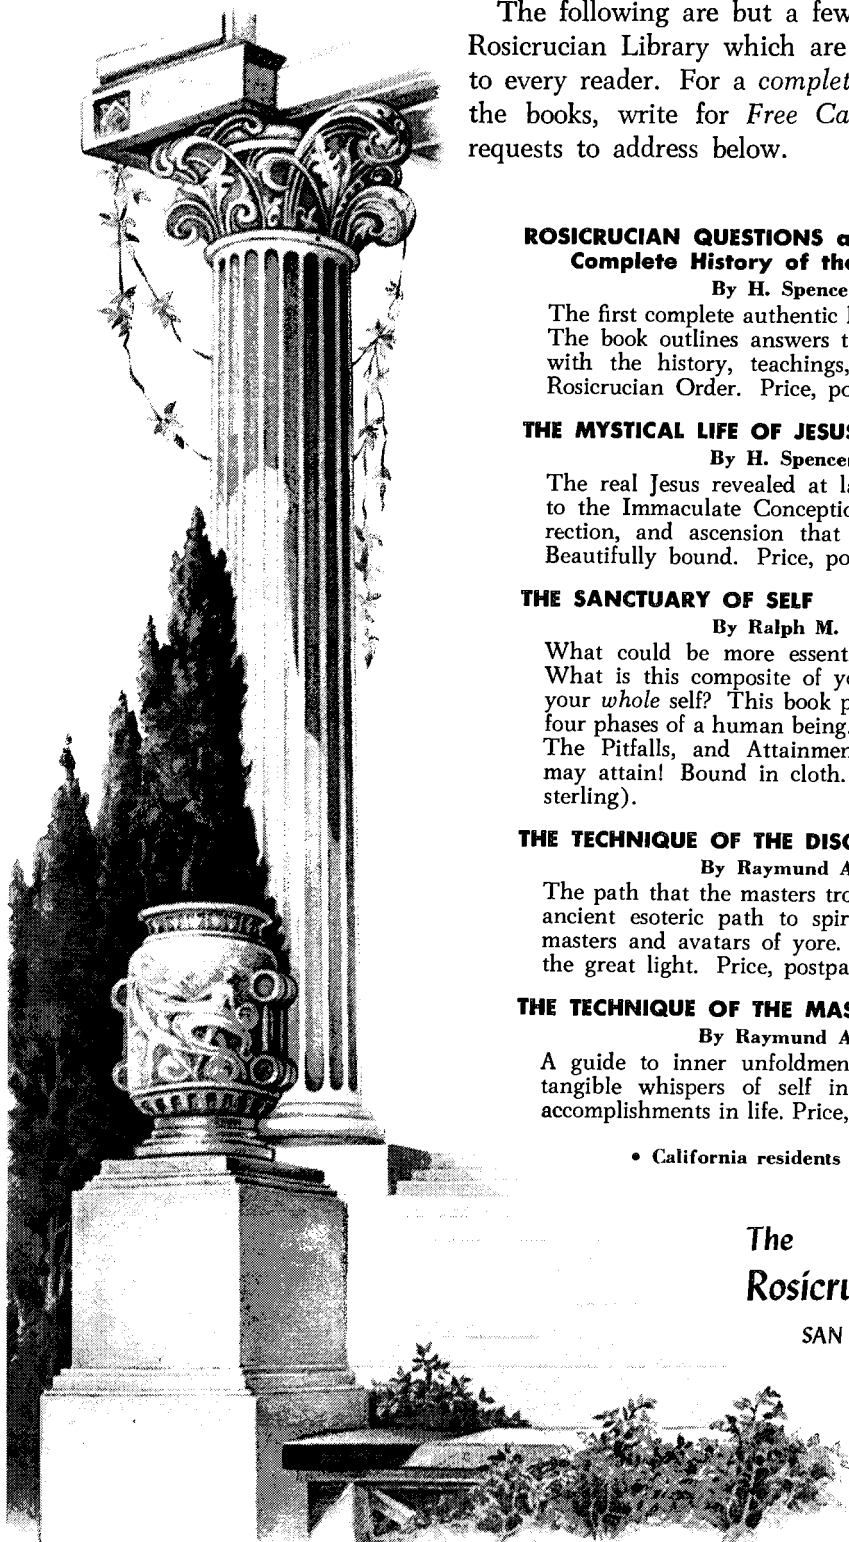 The following are but a few
Rosicrucian Library which are
to every reader. For a complet
the books, write for Free Ca
requests to address below.
ROSICRUCIAN QUESTIONS a
Complete History of the
By H. Spence
The first complete authentic
The book outlines answers t
with the history, teachings,
Rosicrucian Order. Price, po
THE MYSTICAL LIFE OF JESUS
By H. Spencer
The real Jesus revealed at la
to the Immaculate Conceptio
rection, and ascension that
Beautifully bound. Price, po
THE SANCTUARY OF SELF
By Ralph M.
What could be more essent
What is this composite of yo
your whole self? This book p
four phases of a human being.
The Pitfalls, and Attainmen
may attain! Bound in cloth.
sterling).
THE TECHNIQUE OF THE DISC
By Raymund A
The path that the masters tro
ancient esoteric path to spir
masters and avatars of yore.
the great light. Price, postpa
THE TECHNIQUE OF THE MAS
By Raymund A
A guide to inner unfoldmen
tangible whispers of self in
accomplishments in life. Price,
• California residents
The
Rosicru
SAN